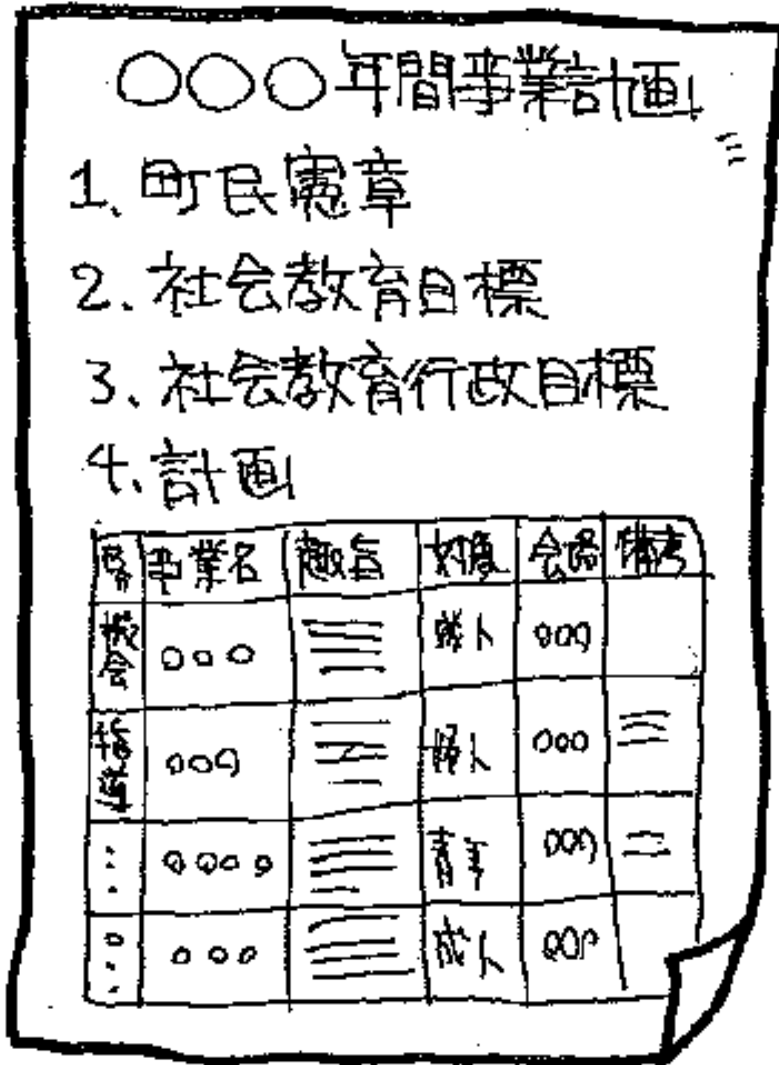 ○○○年間事業計画
1、町民憲章
2、社会教育目標
3、社会教育行政目標
4、計画
事業名 趣旨 対象 会場 備考
○○○ 婦人 ○○○
○○○ 婦人 ○○○
○○○○ 青年 ○○○
○○○ 成人 ○○○